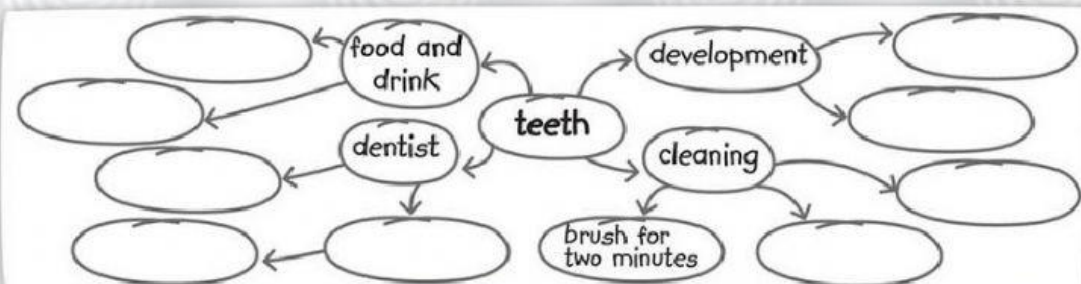 food and
drink
development
teeth
dentist
cleaning
brush for
two minutes